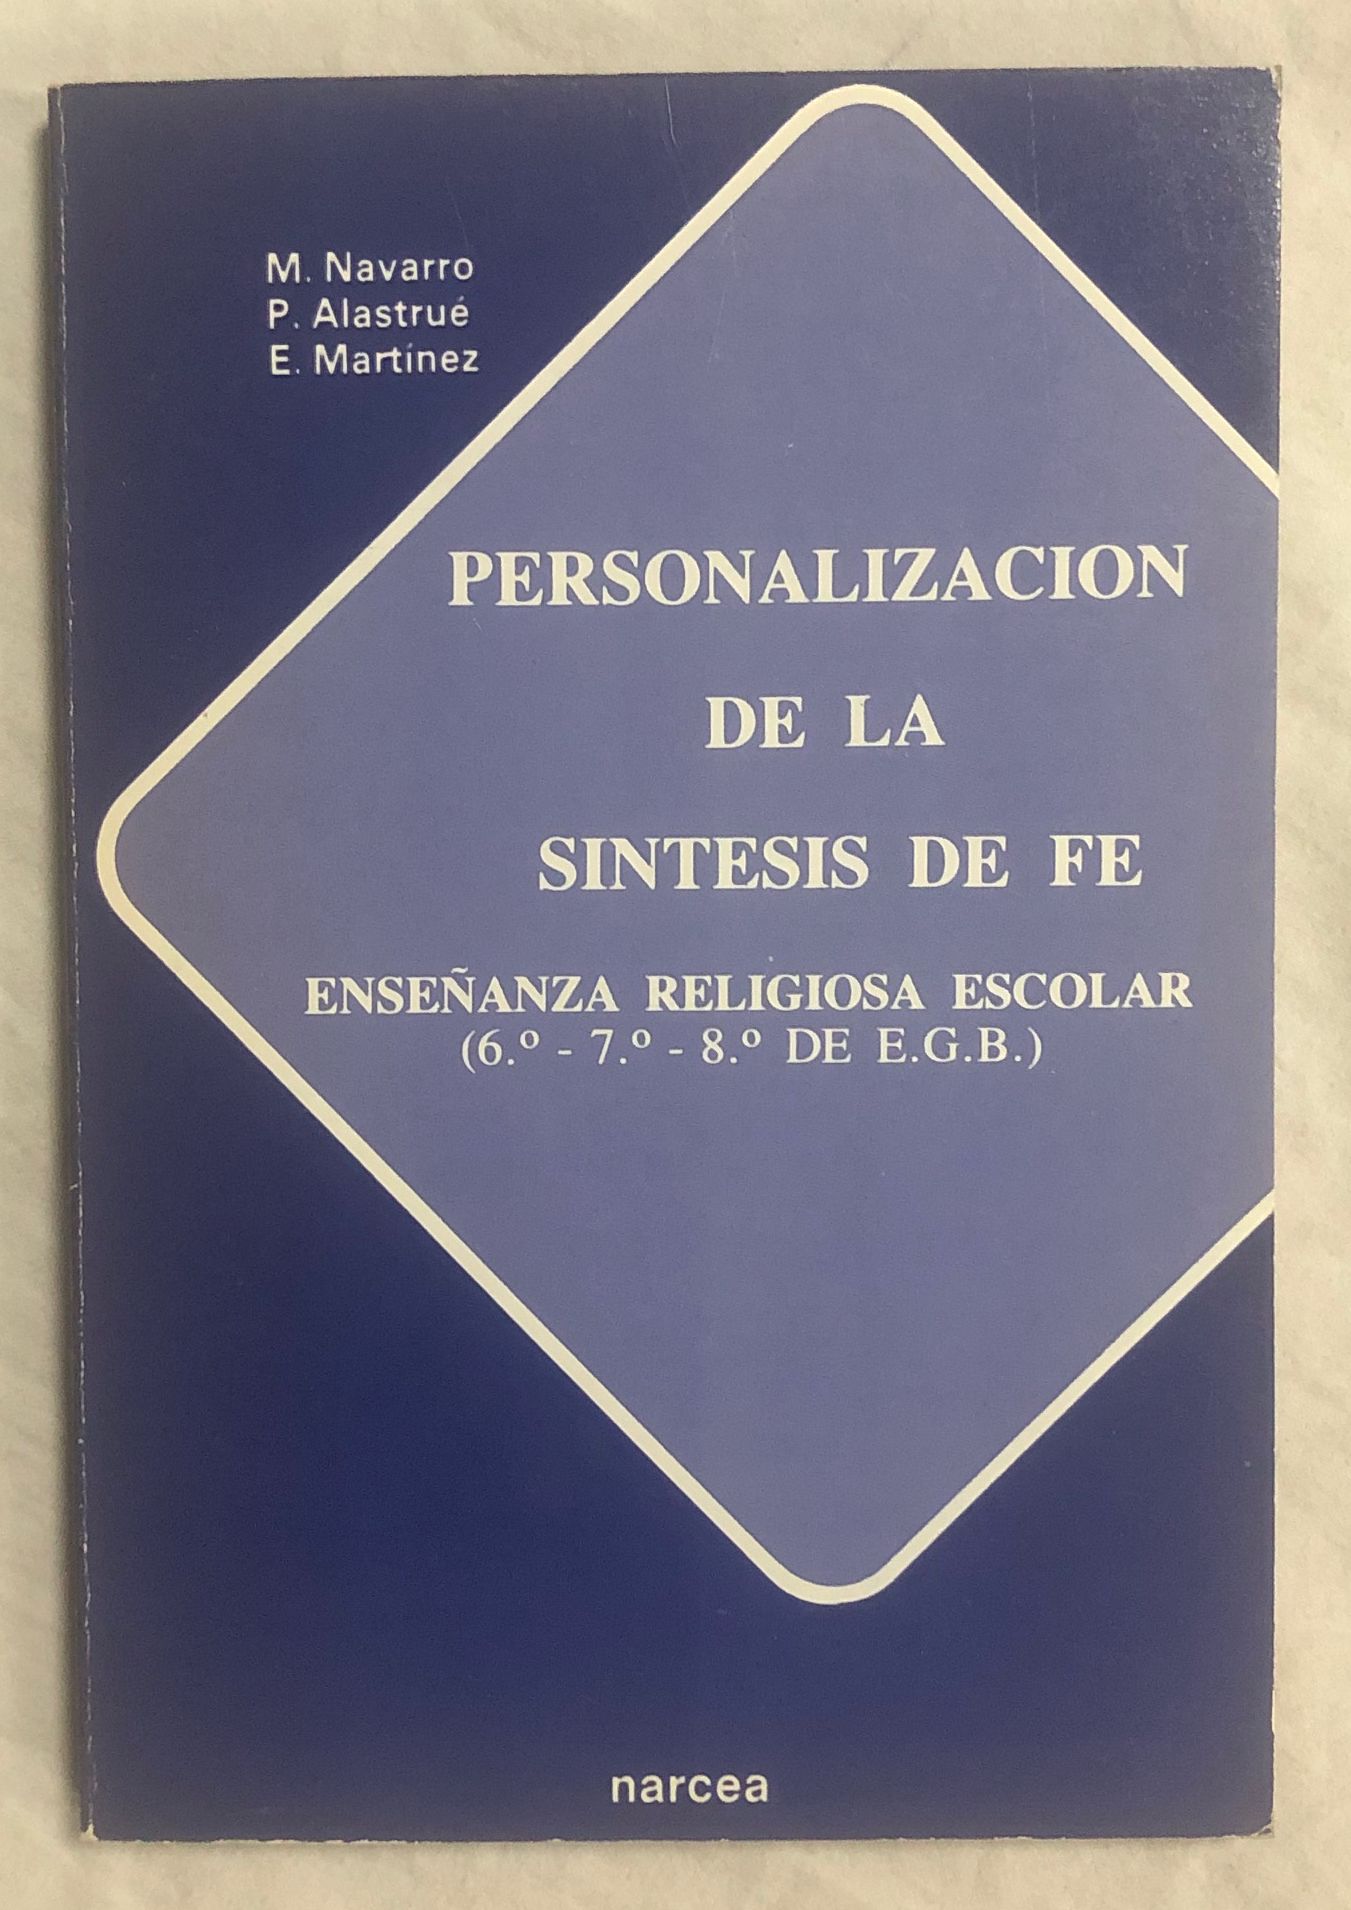 M. Navarro
P. Alastrué
E. Martínez
PERSONALIZACION
DE LA
SINTESIS DE FE
ENSEÑANZA RELIGIOSA ESCOLAR
(6.º - 7.º - 8.º DE E.G.B.)
narcea